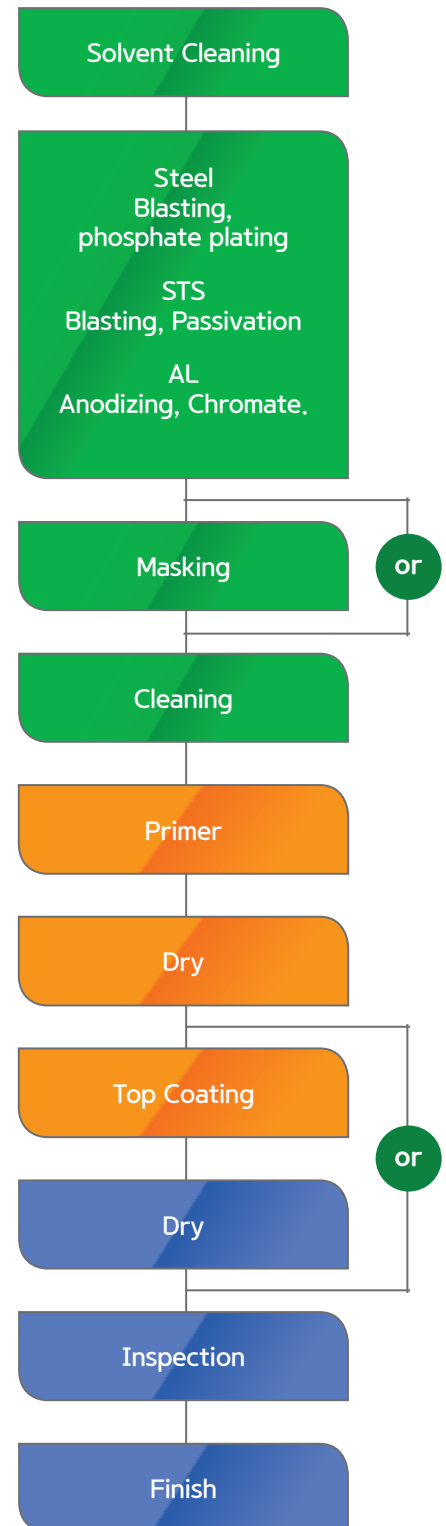 Solvent Cleaning
Steel
Blasting,
phosphate plating
STS
Blasting, Passivation
AL
Anodizing, Chromate.
Masking
or
Cleaning
Primer
Dry
Top Coating
or
Dry
Inspection
Finish